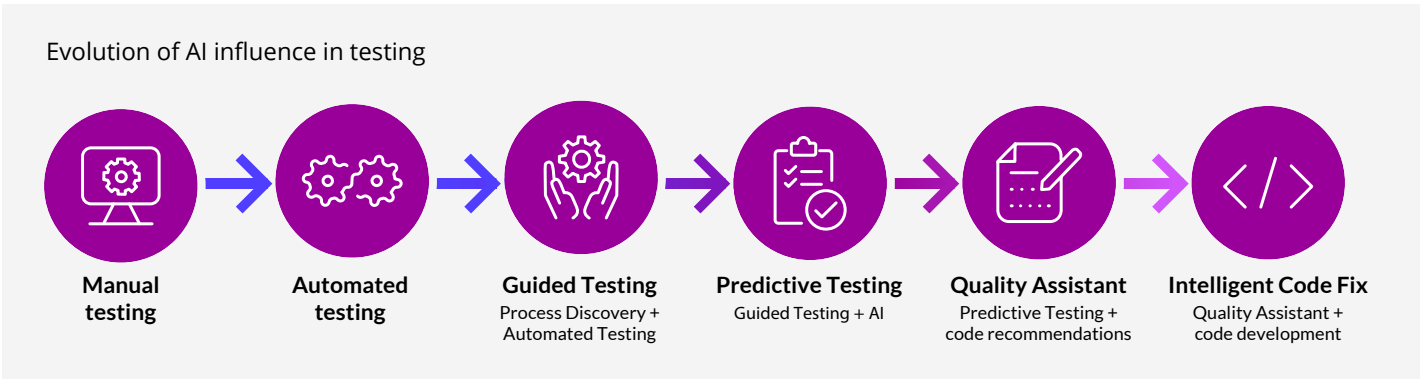 Evolution of AI influence in testing
Manual
testing
Automated
testing
Guided Testing
Process Discovery +
Automated Testing
Predictive Testing
Guided Testing + AI
Quality Assistant
Predictive Testing +
code recommendations
Intelligent Code Fix
Quality Assistant +
code development